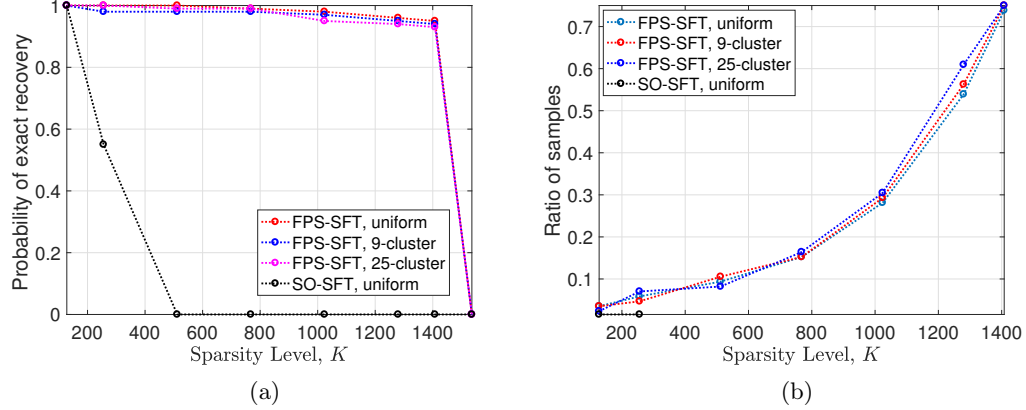 Probability of exact recovery
1
0.8
0.6
0.4
0.2
0
200 400 600 800 1000 1200 1400
Sparsity Level, K
FPS-SFT, uniform
FPS-SFT, 9-cluster
FPS-SFT, 25-cluster
SO-SFT, uniform
(a)
Ratio of samples
0.7
0.6
0.5
0.4
0.3
0.2
0.1
200 400 600 800 1000 1200 1400
Sparsity Level, K
FPS-SFT, uniform
FPS-SFT, 9-cluster
FPS-SFT, 25-cluster
SO-SFT, uniform
(b)